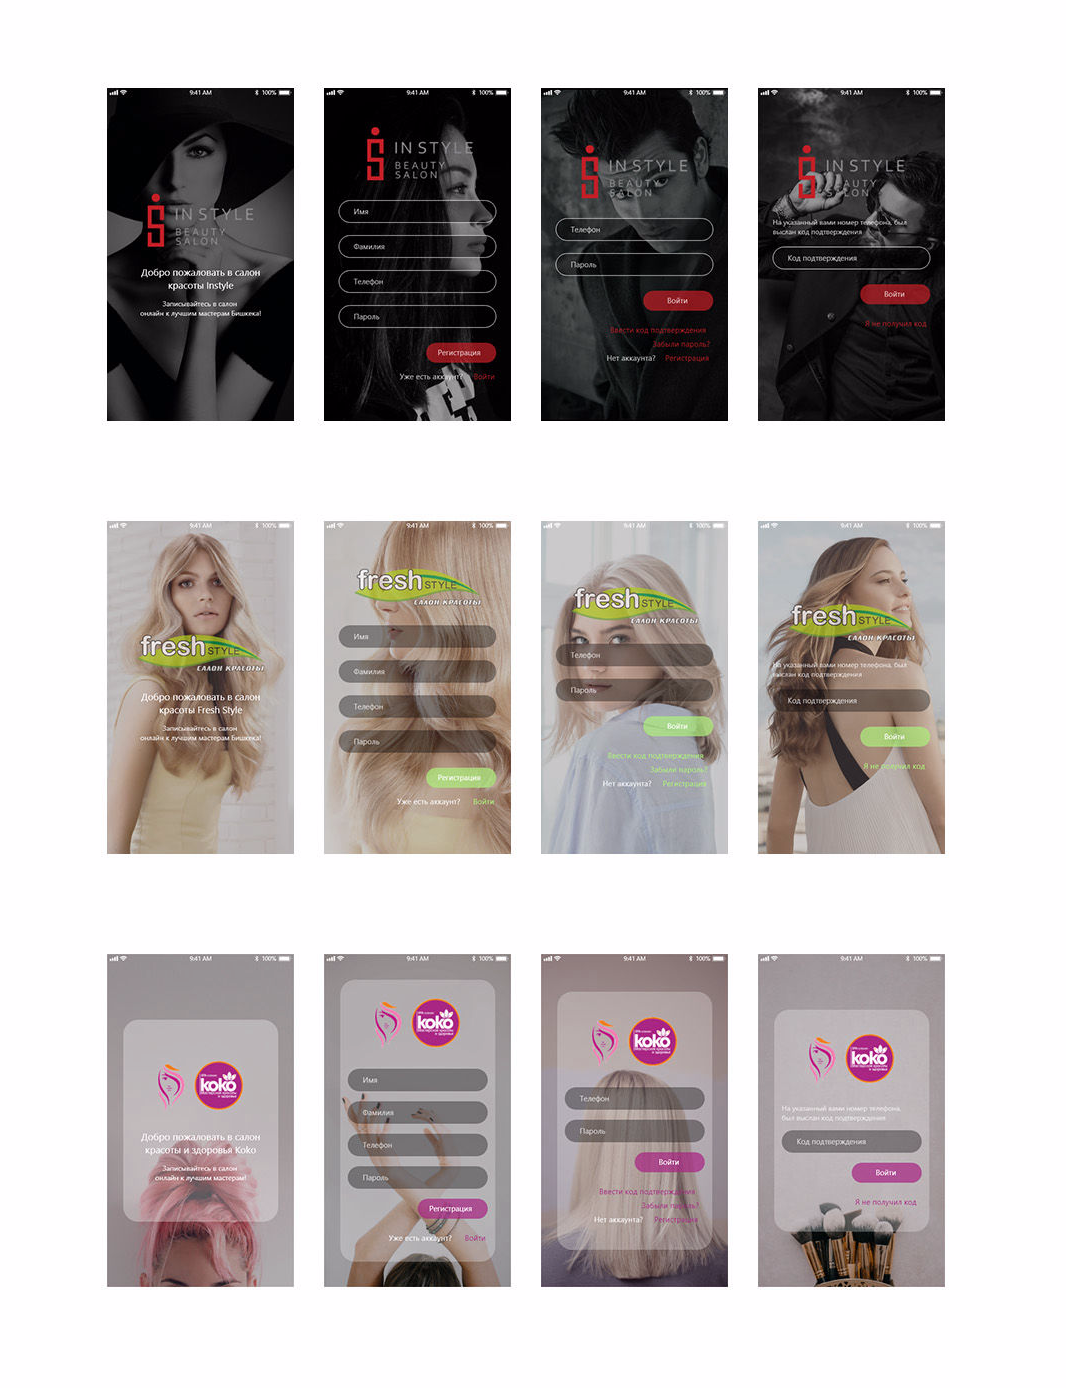 9:41 AM 100%
IN STYLE
BEAUTY
SALON
Добро пожаловать в салон
красоты Instyle
Записывайтесь в салон
онлайн к лучшим мастерам Бишкека!
9:41 AM 100%
IN STYLE
BEAUTY
SALON
Имя
Фамилия
Телефон
Пароль
Регистрация
Уже есть аккаунт? Войти
9:41 AM 100%
IN STYLE
BEAUTY
SALON
Телефон
Пароль
Войти
Ввести код подтверждения
Забыли пароль?
Нет аккаунта? Регистрация
9:41 AM 100%
IN STYLE
BEAUTY
SALON
На указанный вами номер телефона, был
выслан код подтверждения
Код подтверждения
Войти
Я не получил код
9:41 AM 100%
fresh STYLE
САЛОН КРАСОТЫ
Добро пожаловать в салон
красоты Fresh Style
Записывайтесь в салон
онлайн к лучшим мастерам Бишкека!
9:41 AM 100%
fresh STYLE
САЛОН КРАСОТЫ
Имя
Фамилия
Телефон
Пароль
Регистрация
Уже есть аккаунт? Войти
9:41 AM 100%
fresh STYLE
САЛОН КРАСОТЫ
Телефон
Пароль
Войти
Ввести код подтверждения
Забыли пароль?
Нет аккаунта? Регистрация
9:41 AM 100%
fresh STYLE
САЛОН КРАСОТЫ
На указанный вами номер телефона, был
выслан код подтверждения
Код подтверждения
Войти
Я не получил код
9:41 AM 100%
koko
Добро пожаловать в салон
красоты и здоровья Koko
Записывайтесь в салон
онлайн к лучшим мастерам!
9:41 AM 100%
koko
Имя
Фамилия
Телефон
Пароль
Регистрация
Уже есть аккаунт? Войти
9:41 AM 100%
koko
Телефон
Пароль
Войти
Ввести код подтверждения
Забыли пароль?
Нет аккаунта? Регистрация
9:41 AM 100%
koko
На указанный вами номер телефона,
был выслан код подтверждения
Код подтверждения
Войти
Я не получил код